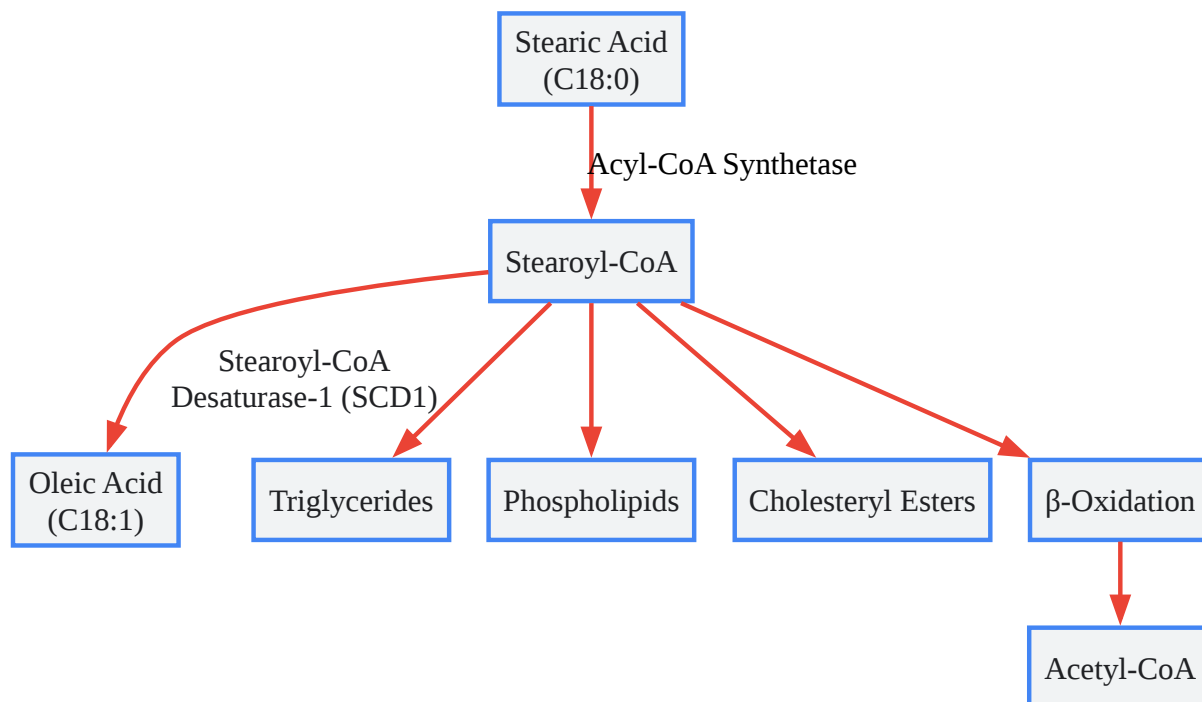 Stearic Acid
(C18:0)
Acyl-CoA Synthetase
Stearoyl-CoA
Stearoyl-CoA
Desaturase-1 (SCD1)
Oleic Acid
(C18:1)
Triglycerides
Phospholipids
Cholesteryl Esters
β-Oxidation
Acetyl-CoA